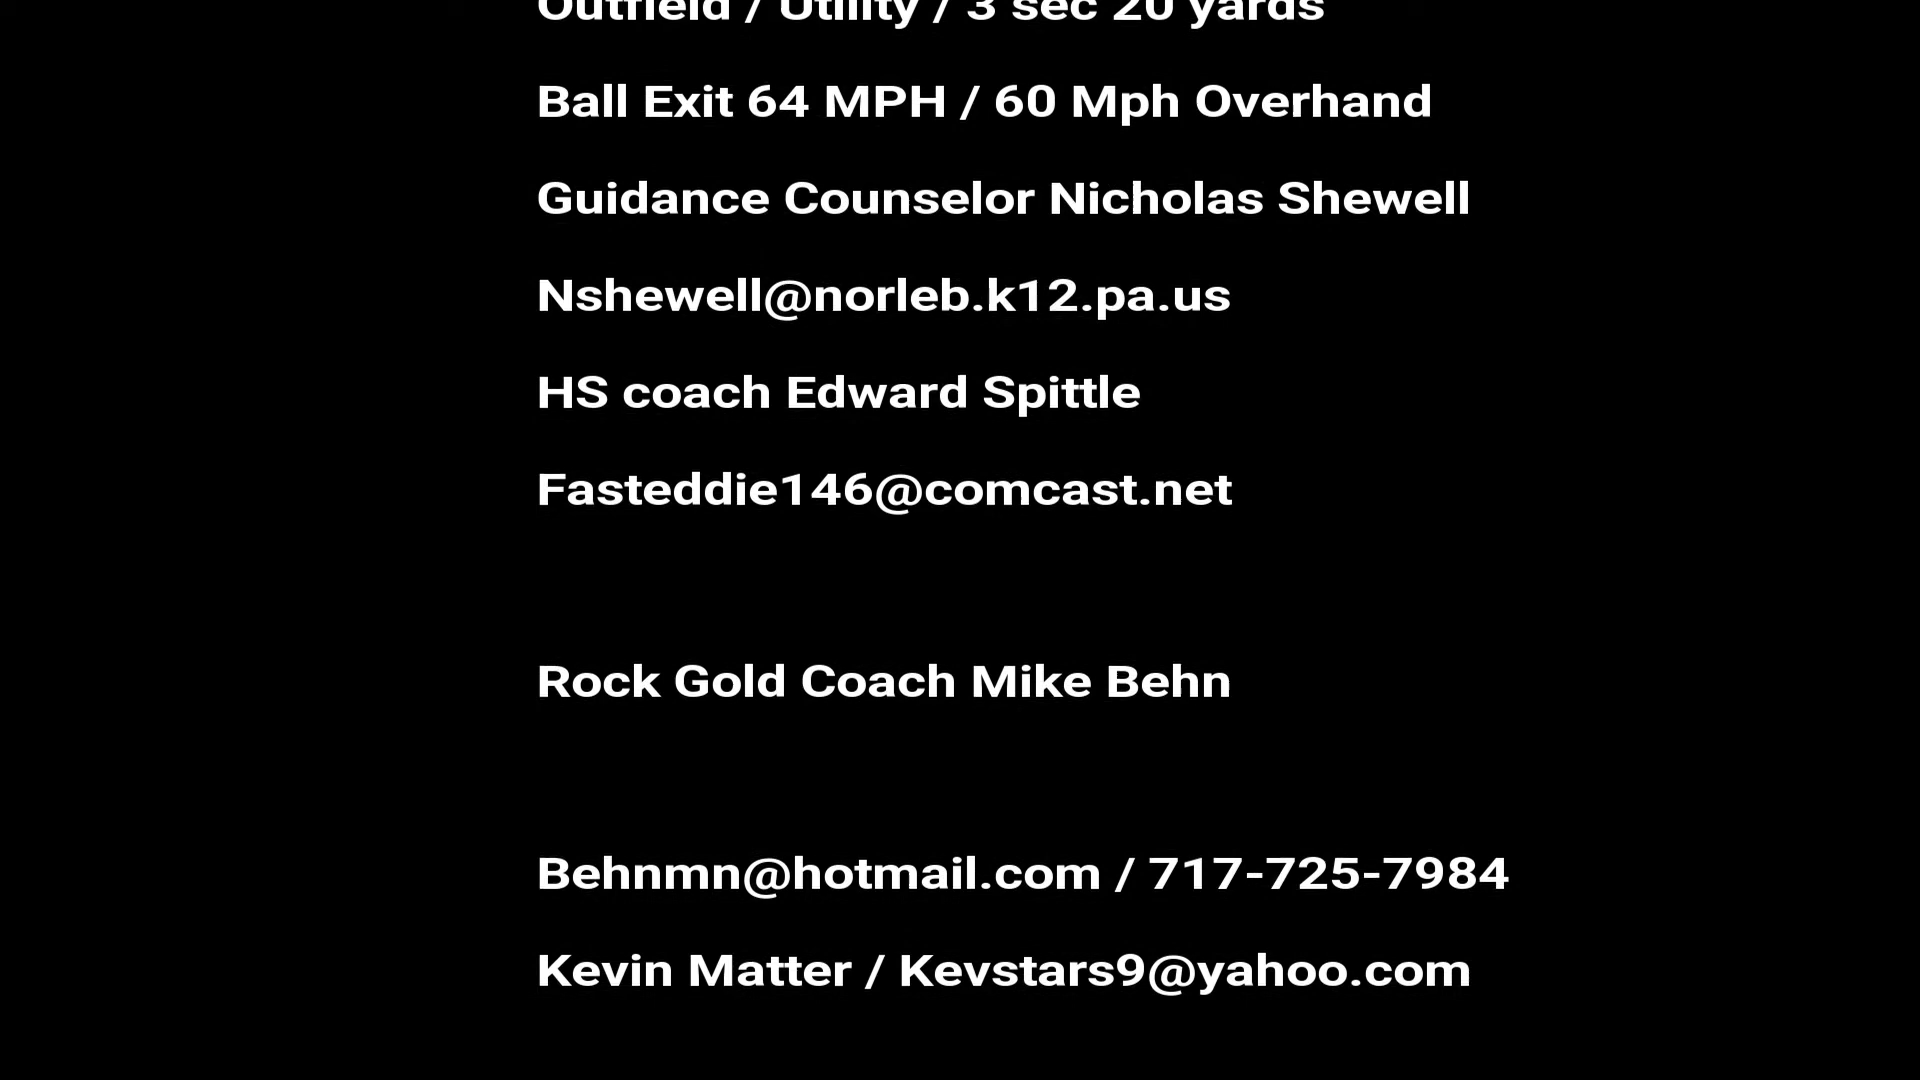 Outfield / Utility / 3 sec 20 yards
Ball Exit 64 MPH / 60 Mph Overhand
Guidance Counselor Nicholas Shewell
Nshewell@norleb.k12.pa.us
HS coach Edward Spittle
Fasteddie146@comcast.net
Rock Gold Coach Mike Behn
Behnmn@hotmail.com / 717-725-7984
Kevin Matter / Kevstars9@yahoo.com